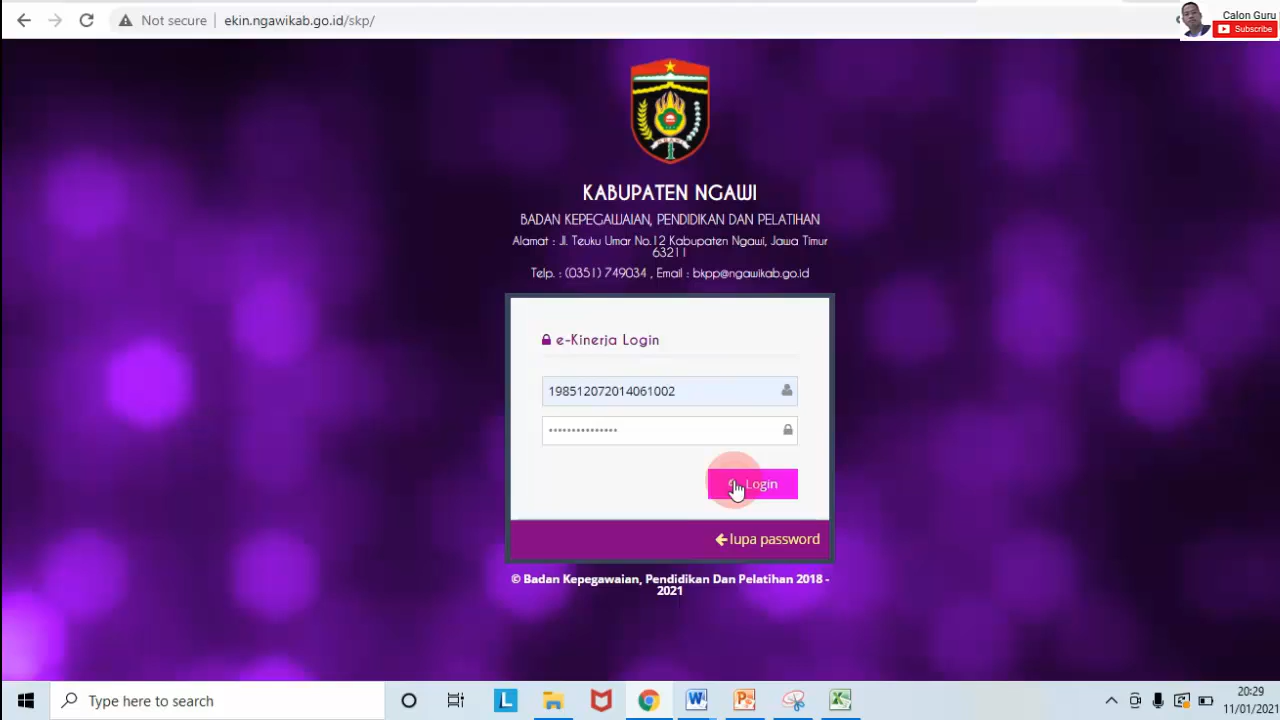 Not secure
ekin.ngawikab.go.id/skp/
Calon Guru
Subscribe
KABUPATEN NGAWI
BADAN KEPEGAWAIAN, PENDIDIKAN DAN PELATIHAN
Alamat : Jl. Teuku Umar No.12 Kabupaten Ngawi, Jawa Timur
63211
Telp. : (0351) 749034 , Email : bkpp@ngawikab.go.id
e-Kinerja Login
198512072014061002
•••••••••••••••
Login
lupa password
© Badan Kepegawaian, Pendidikan Dan Pelatihan 2018 -
2021
Type here to search
20:29
11/01/2021